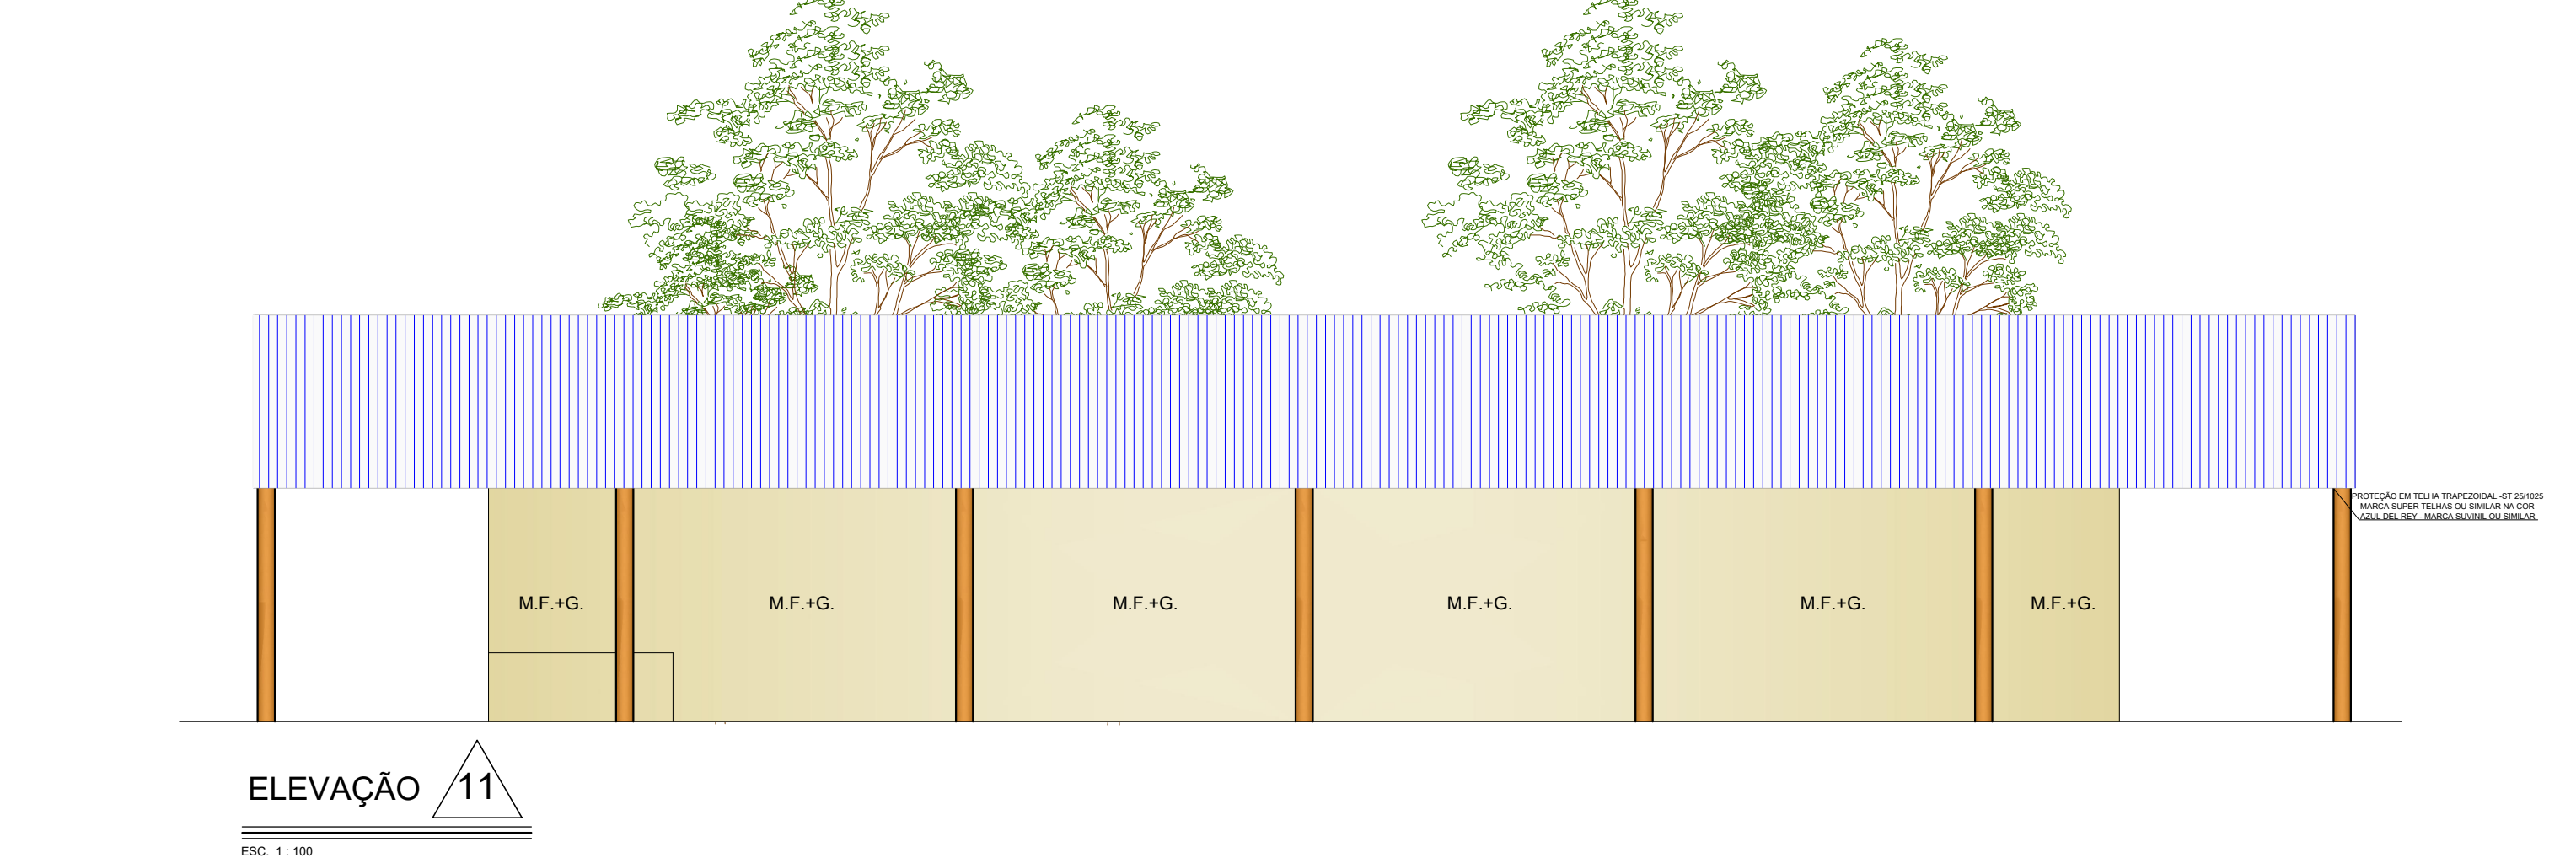 PROTEÇÃO EM TELHA TRAPEZOIDAL -ST 25/1025
MARCA SUPER TELHAS OU SIMILAR NA COR
AZUL DEL REY - MARCA SUVINIL OU SIMILAR
M.F.+G. M.F.+G. M.F.+G. M.F.+G. M.F.+G. M.F.+G.
ELEVAÇÃO 11
ESC. 1 : 100